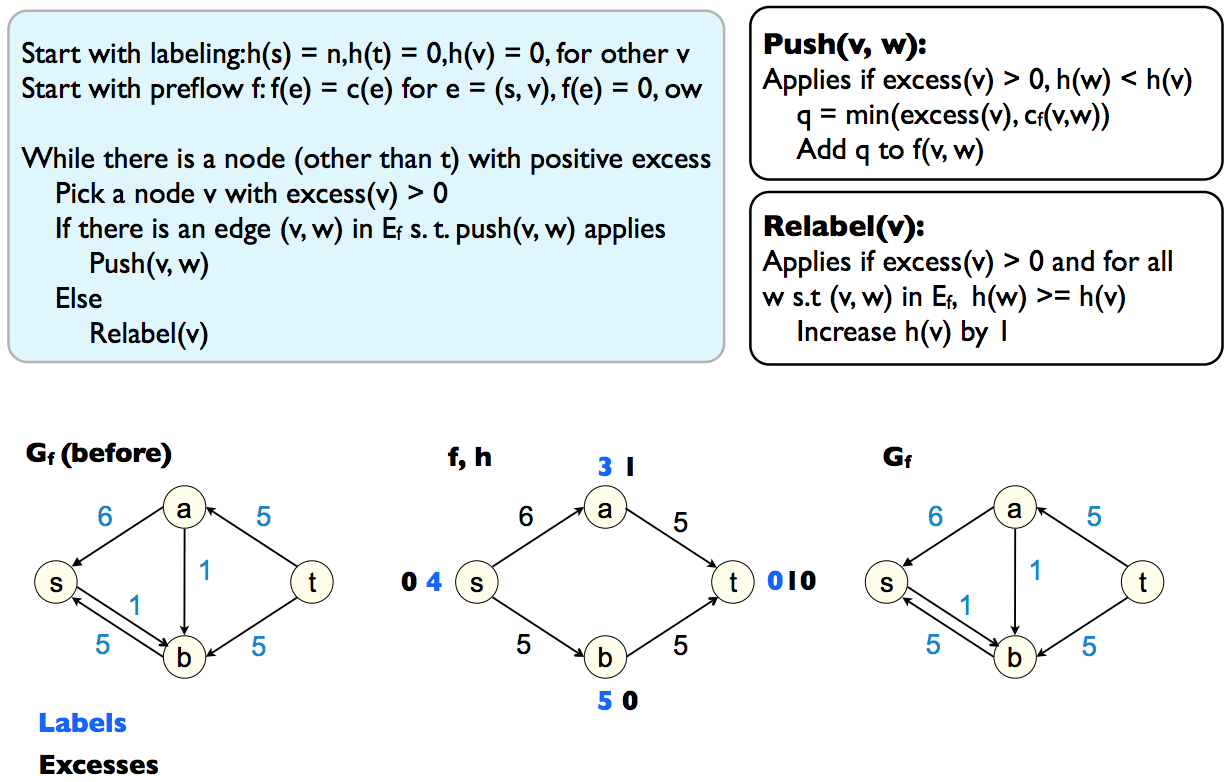 Start with labeling:h(s) = n,h(t) = 0,h(v) = 0, for other v
Start with preflow f: f(e) = c(e) for e = (s, v), f(e) = 0, ow
While there is a node (other than t) with positive excess
Pick a node v with excess(v) > 0
If there is an edge (v, w) in Ef s. t. push(v, w) applies
Push(v, w)
Else
Relabel(v)
Push(v, w):
Applies if excess(v) > 0, h(w) < h(v)
q = min(excess(v), cf(v,w))
Add q to f(v, w)
Relabel(v):
Applies if excess(v) > 0 and for all
w s.t (v, w) in Ef, h(w) >= h(v)
Increase h(v) by 1
Gf (before)
6
a
5
s
1
t
1
5
b
5
f, h
3 1
6
a
5
0 4
s
t
0 10
5
b
5
5 0
Gf
6
a
5
s
1
t
1
5
b
5
Labels
Excesses